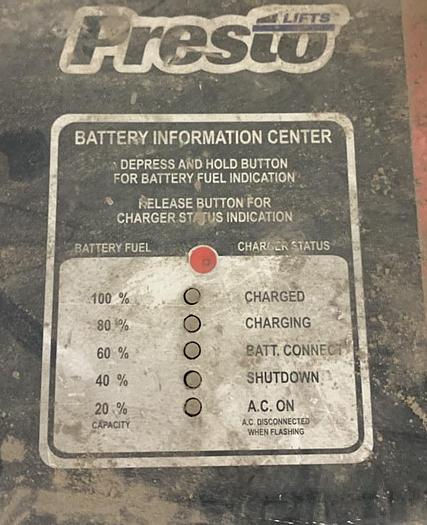 Presto
LIFTS
BATTERY INFORMATION CENTER
DEPRESS AND HOLD BUTTON
FOR BATTERY FUEL INDICATION
RELEASE BUTTON FOR
CHARGER STATUS INDICATION
BATTERY FUEL CHARGER STATUS
100 % CHARGED
80 % CHARGING
60 % BATT. CONNECT
40 % SHUTDOWN
20 % A.C. ON
CAPACITY A.C. DISCONNECTED
WHEN FLASHING